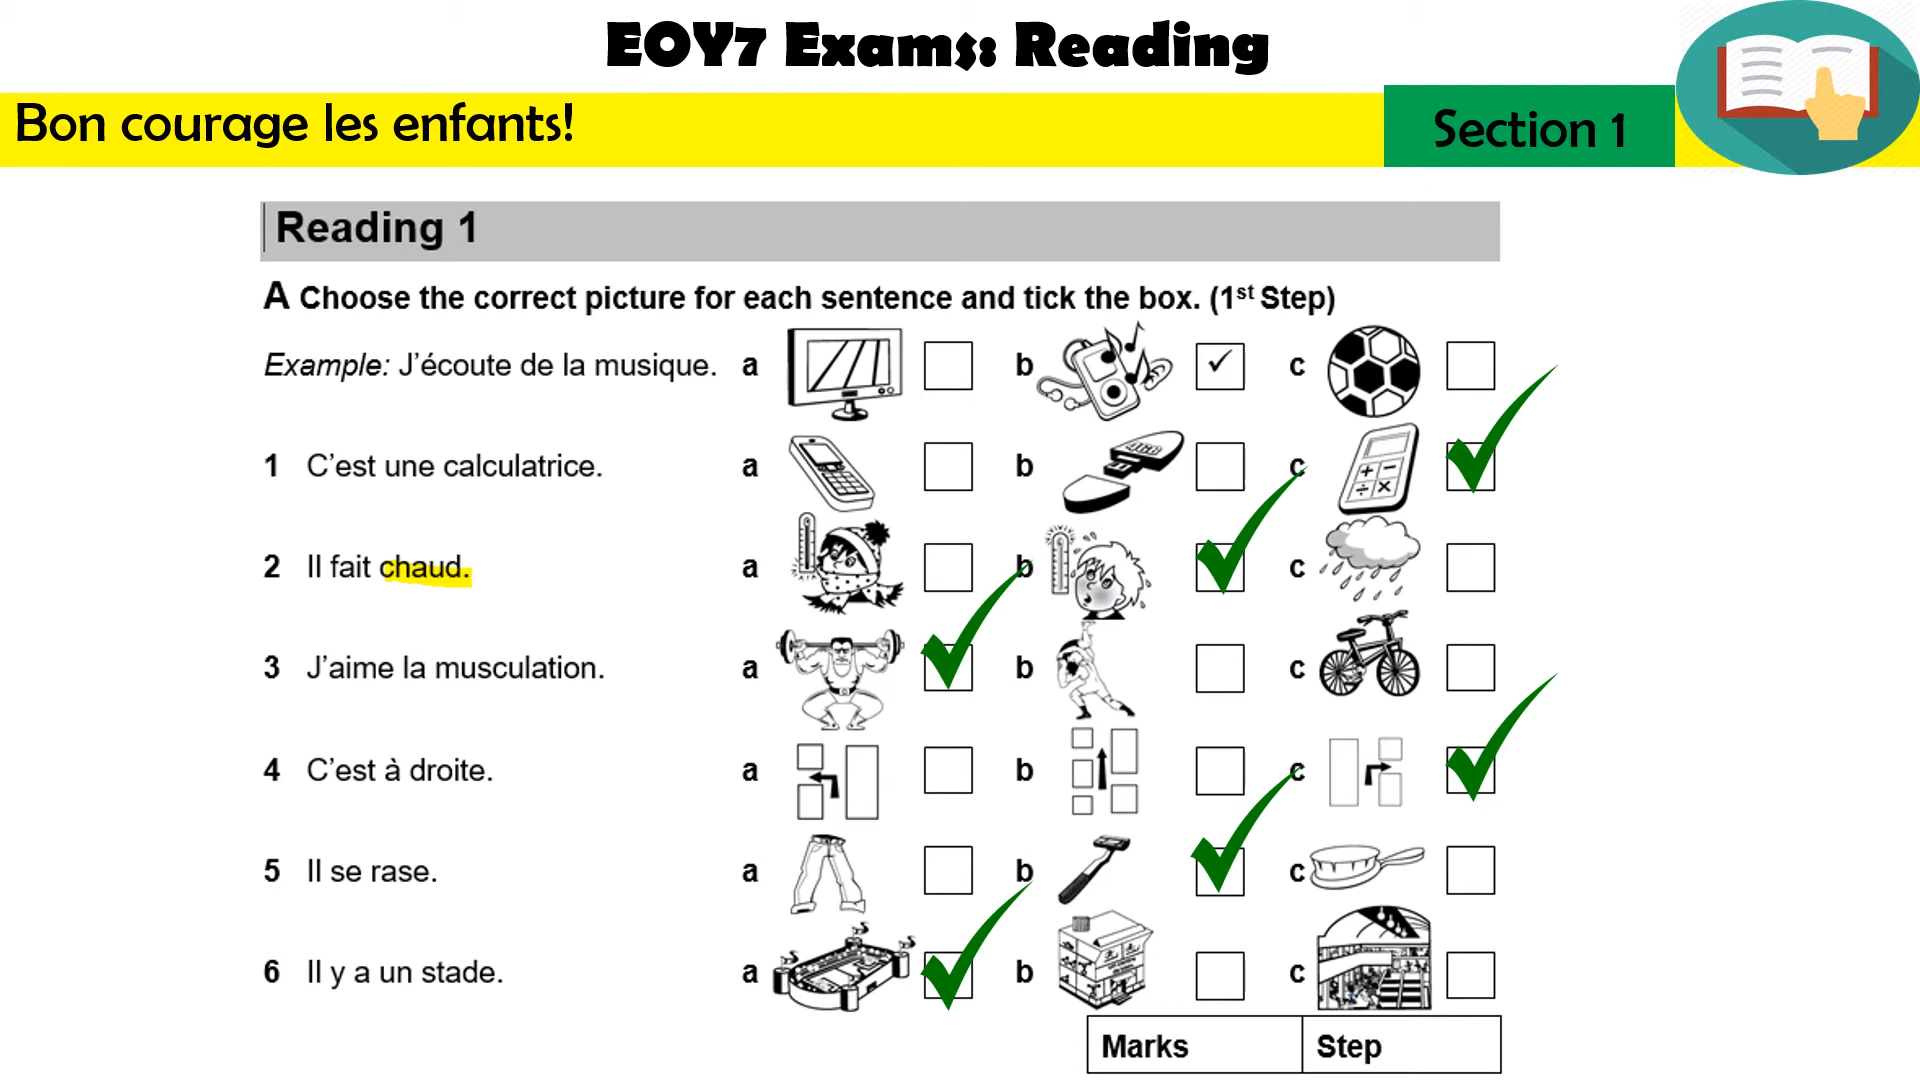 EOY7 Exams: Reading
Bon courage les enfants!
Section 1
Reading 1
A Choose the correct picture for each sentence and tick the box. (1st Step)
Example: J'écoute de la musique. a b ✓ c
1 C'est une calculatrice. a b c
4GB
2 Il fait chaud. a b c
3 J'aime la musculation. a b c
4 C'est à droite. a b c
5 Il se rase. a b c
6 Il y a un stade. a b c
Marks Step